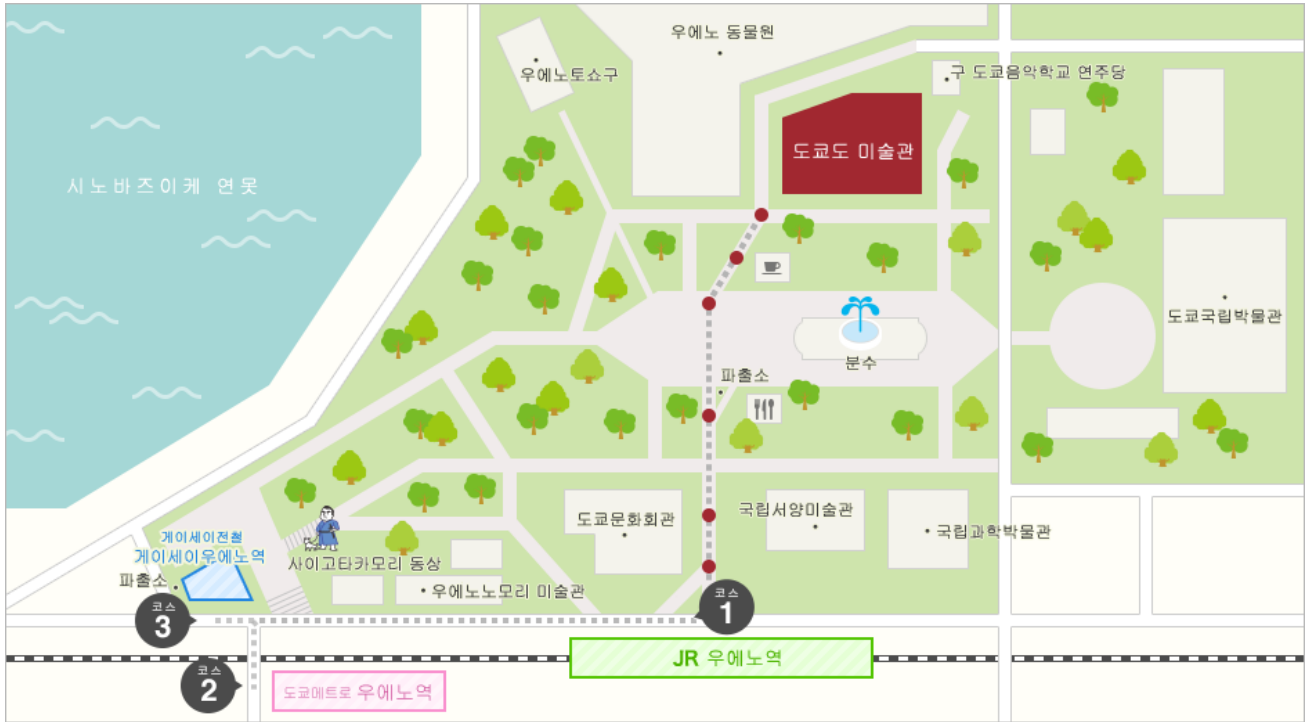 우에노 동물원
우에노토쇼구
구 도쿄음악학교 연주당
도쿄도 미술관
시노바즈이케 연못
도쿄국립박물관
분수
파출소
도쿄문화회관
국립서양미술관
국립과학박물관
게이세이전철
게이세이우에노역
사이고타카모리 동상
파출소
우에노노모리 미술관
코스
1
코스
3
JR 우에노역
코스
2
도쿄메트로 우에노역